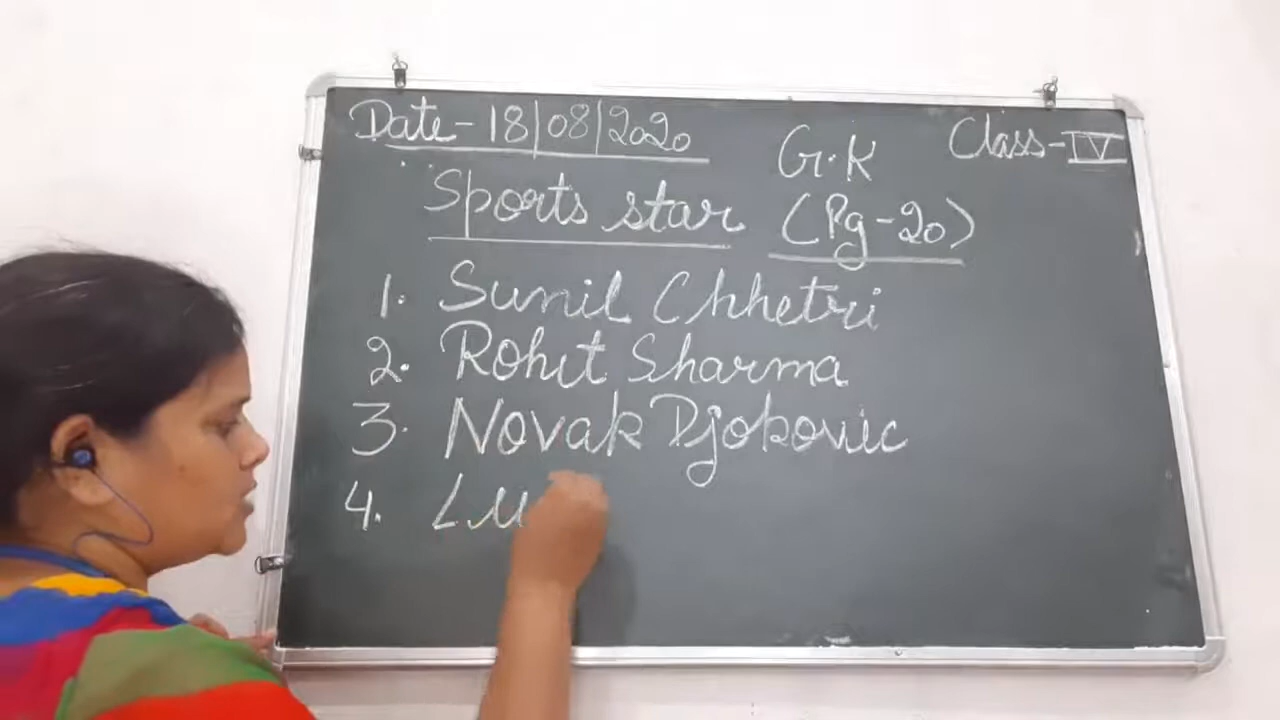 Date - 18/08/2020 G.K Class - IV
Sports star (Pg - 20)
1. Sunil Chhetri
2. Rohit Sharma
3. Novak Djokovic
4. Lu